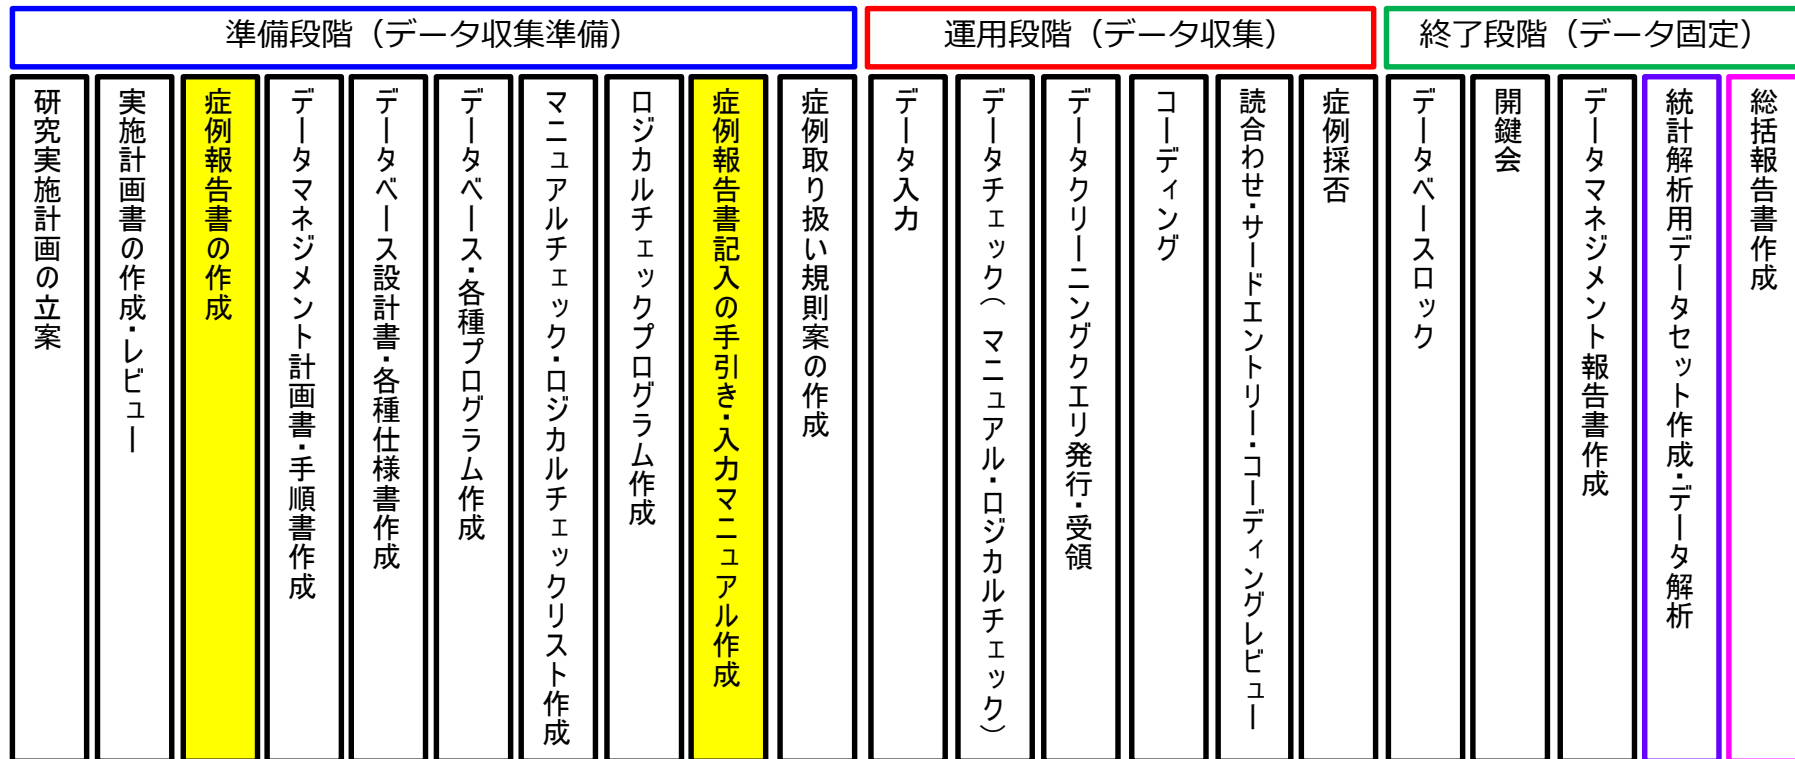 準備段階（データ収集準備）
運用段階（データ収集）
終了段階（データ固定）
研究実施計画の立案
実施計画書の作成・レビュー
症例報告書の作成
データマネジメント計画書・手順書作成
データベース設計書・各種仕様書作成
データベース・各種プログラム作成
マニュアルチェック・ロジカルチェックリスト作成
ロジカルチェックプログラム作成
症例報告書記入の手引き・入力マニュアル作成
症例取り扱い規則案の作成
データ入力
データチェック（マニュアル・ロジカルチェック）
データクリーニングクエリ発行・受領
コーディング
読合わせ・サードエントリー・コーディングレビュー
症例採否
データベースロック
開鍵会
データマネジメント報告書作成
統計解析用データセット作成・データ解析
総括報告書作成